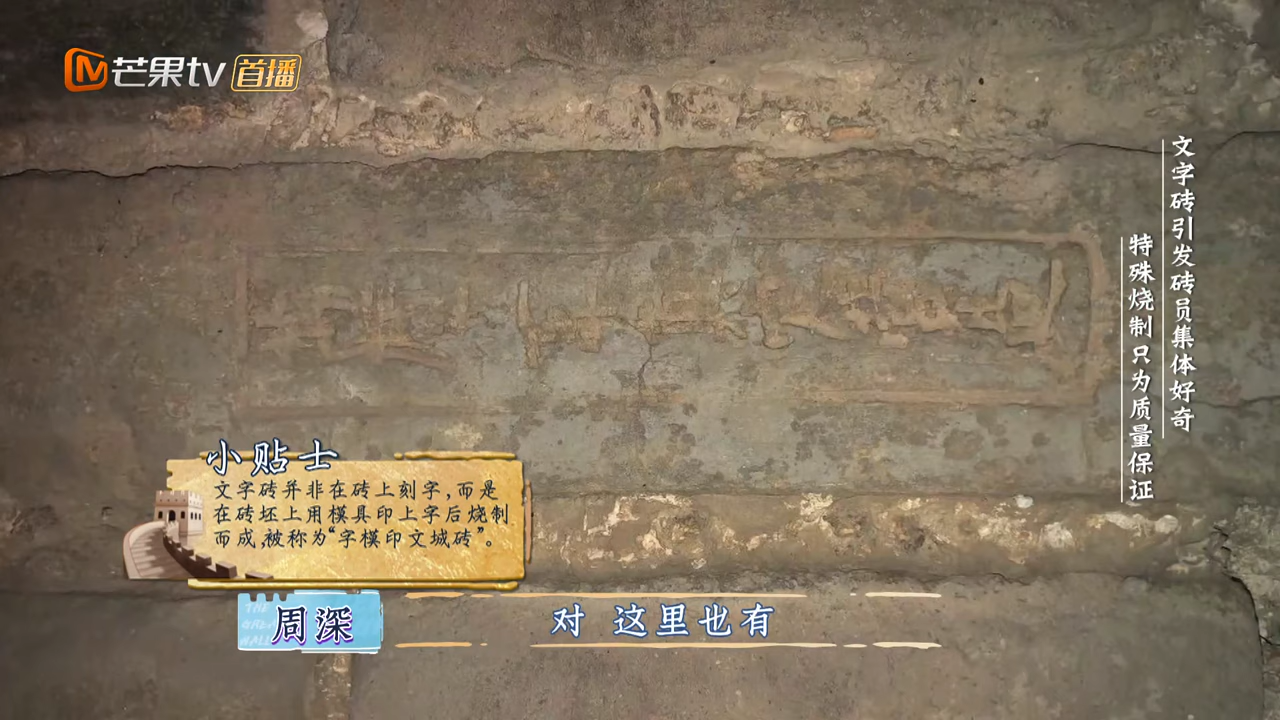 芒果tv 首播
文字砖引发砖员集体好奇
特殊烧制 只为质量保证
小贴士
文字砖并非在砖上刻字,而是
在砖坯上用模具印上字后烧制
而成,被称为“字模印文城砖”。
周深
对 这里也有